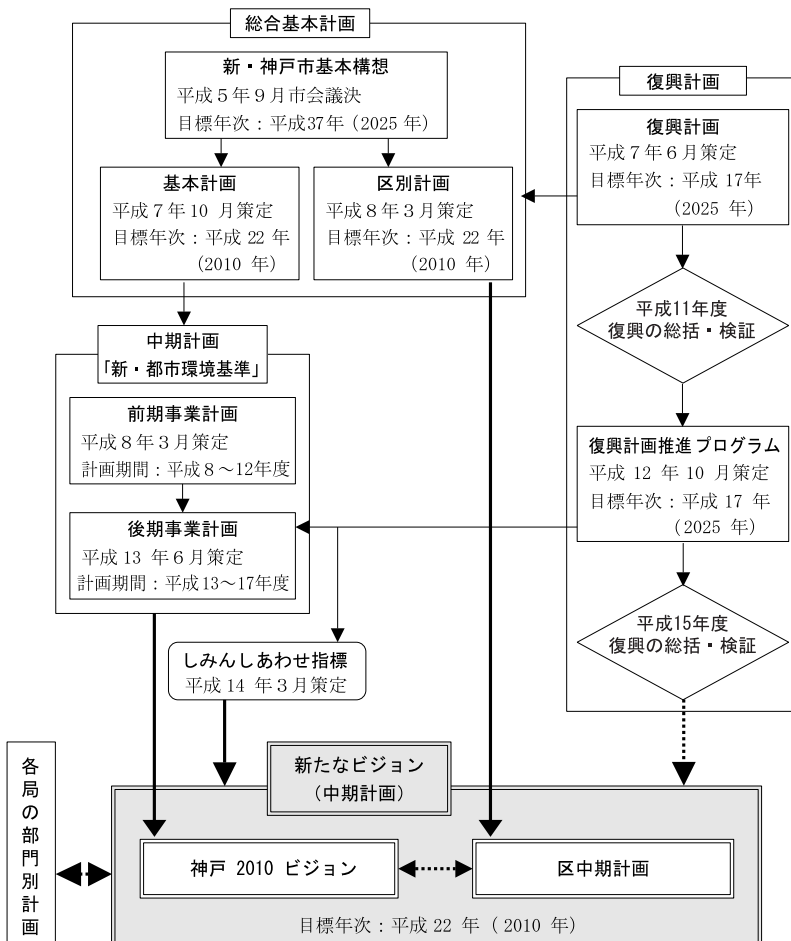 総合基本計画
新・神戸市基本構想
平成５年９月市会議決
目標年次：平成37年（2025 年）
基本計画
平成７年10 月策定
目標年次：平成 22 年
（2010 年）
区別計画
平成８年３月策定
目標年次：平成 22 年
（2010 年）
復興計画
復興計画
平成７年６月策定
目標年次：平成 17年
（2025 年）
平成11年度
復興の総括・検証
復興計画推進プログラム
平成 12 年 10 月策定
目標年次：平成 17 年
（2025 年）
平成15年度
復興の総括・検証
中期計画
「新・都市環境基準」
前期事業計画
平成８年３月策定
計画期間：平成８～12年度
後期事業計画
平成13 年６月策定
計画期間：平成13～17年度
しみんしあわせ指標
平成 14 年３月策定
各局の部門別計画
新たなビジョン
（中期計画）
神戸 2010 ビジョン
区中期計画
目標年次：平成 22 年（ 2010 年）